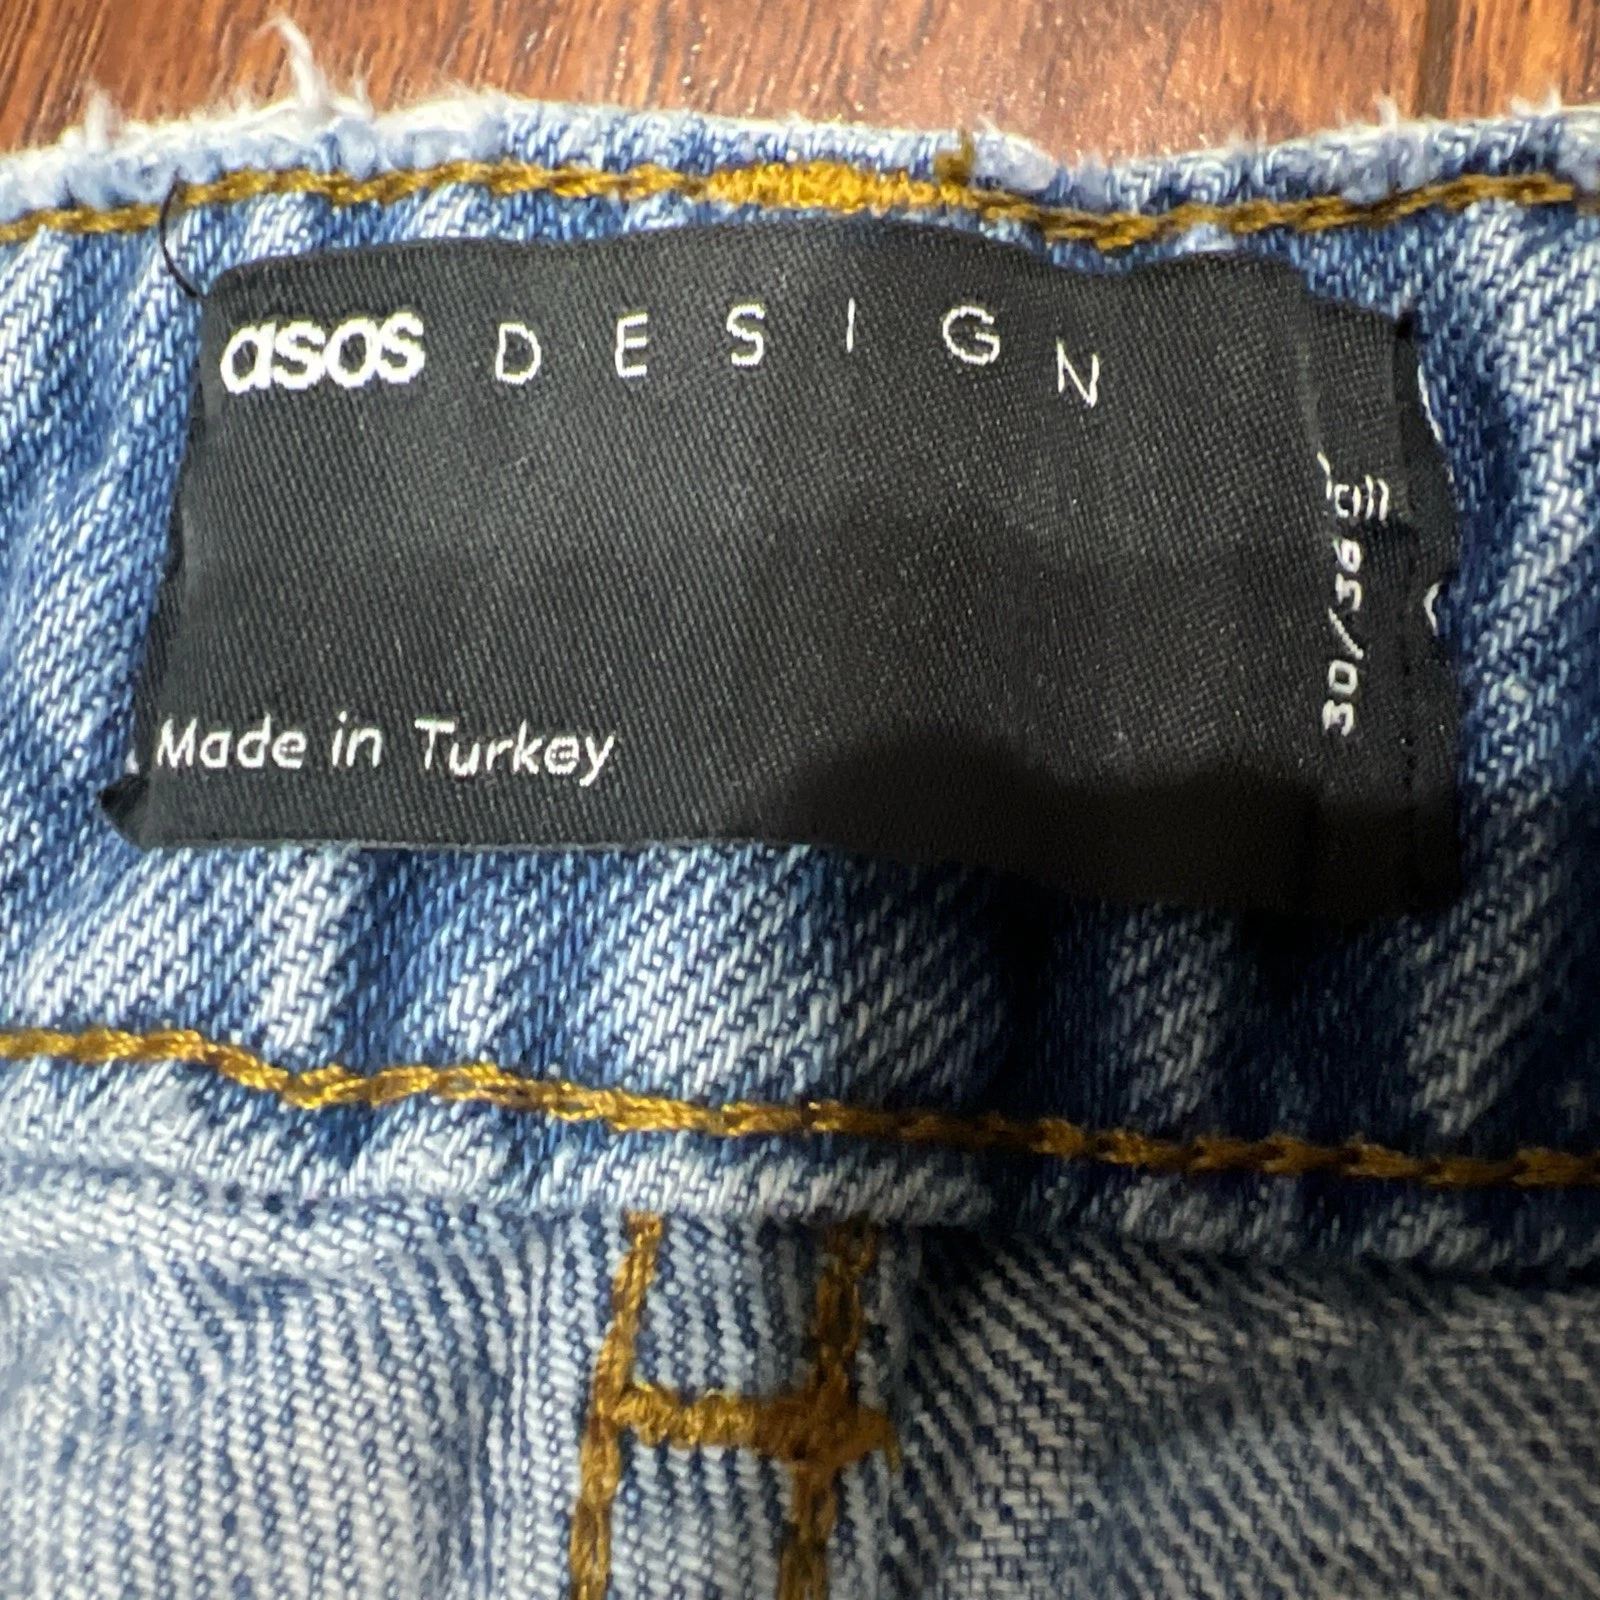 asos DESIGN
Made in Turkey
30/36